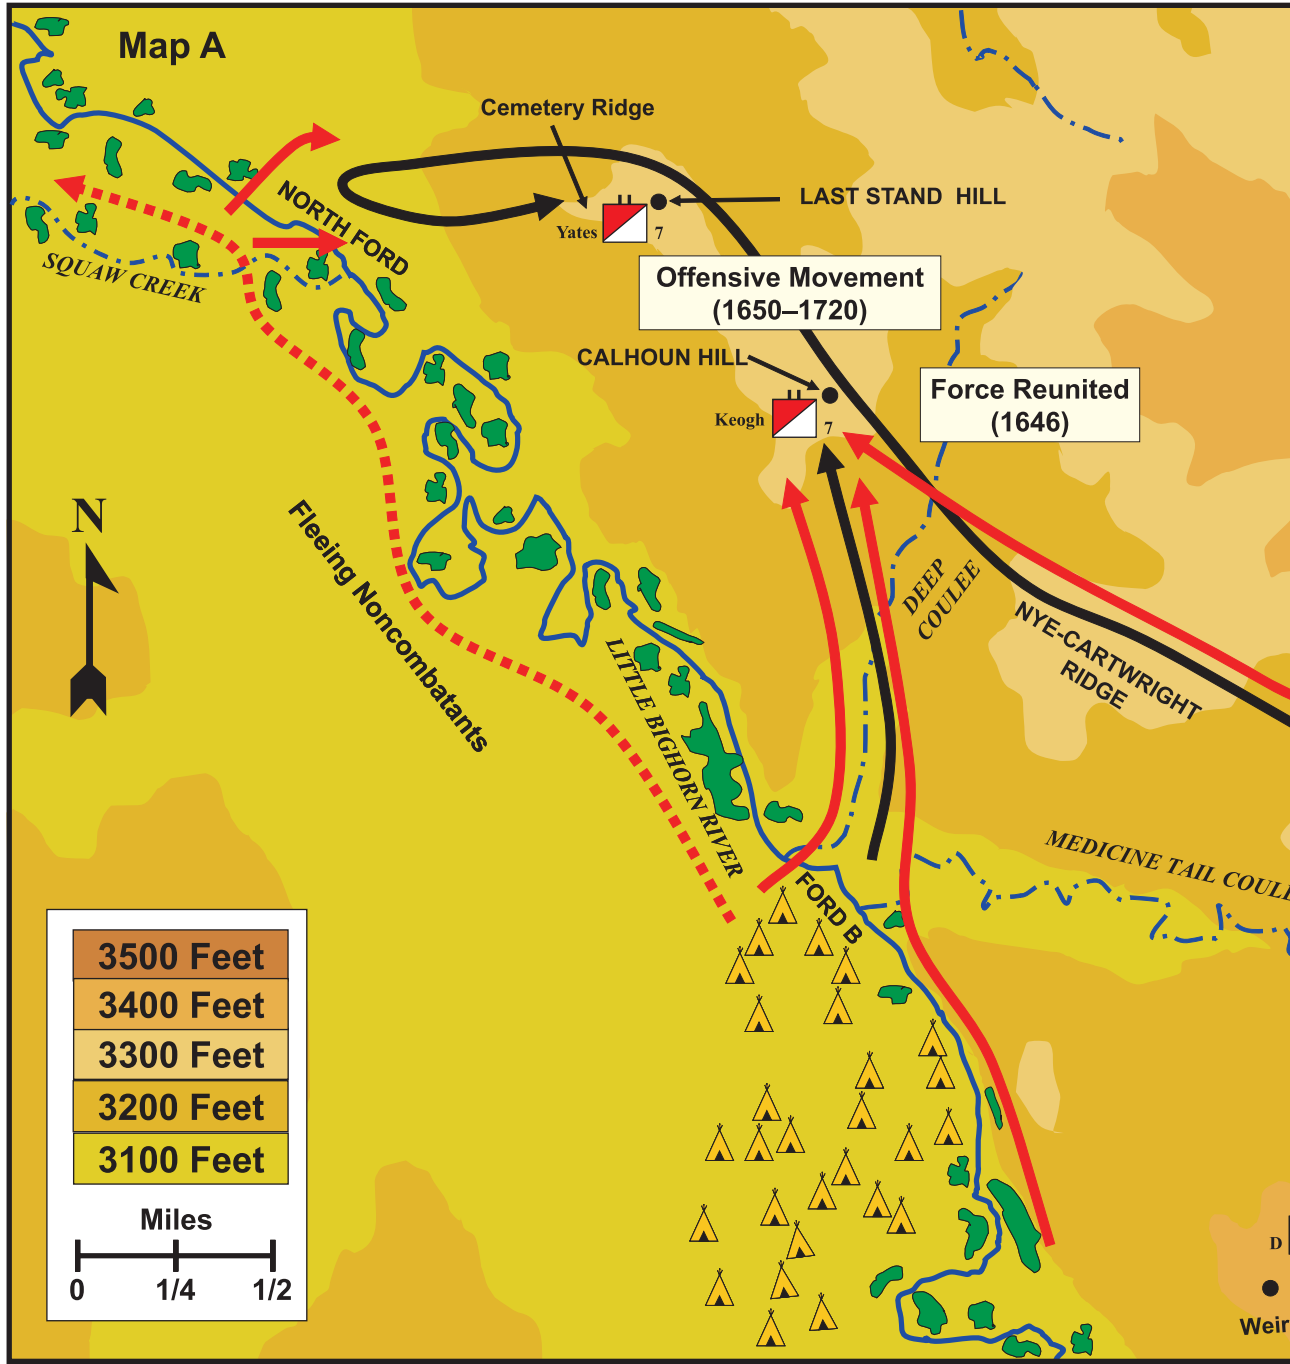 Map A
Cemetery Ridge
LAST STAND HILL
Yates
7
NORTH FORD
SQUAW CREEK
Offensive Movement
(1650–1720)
CALHOUN HILL
Force Reunited
(1646)
Keogh
7
N
Fleeing Noncombatants
DEEP
COULEE
NYE-CARTWRIGHT
RIDGE
LITTLE BIGHORN RIVER
MEDICINE TAIL COULE
FORD B
3500 Feet
3400 Feet
3300 Feet
3200 Feet
3100 Feet
Miles
0 1/4 1/2
D
Weir